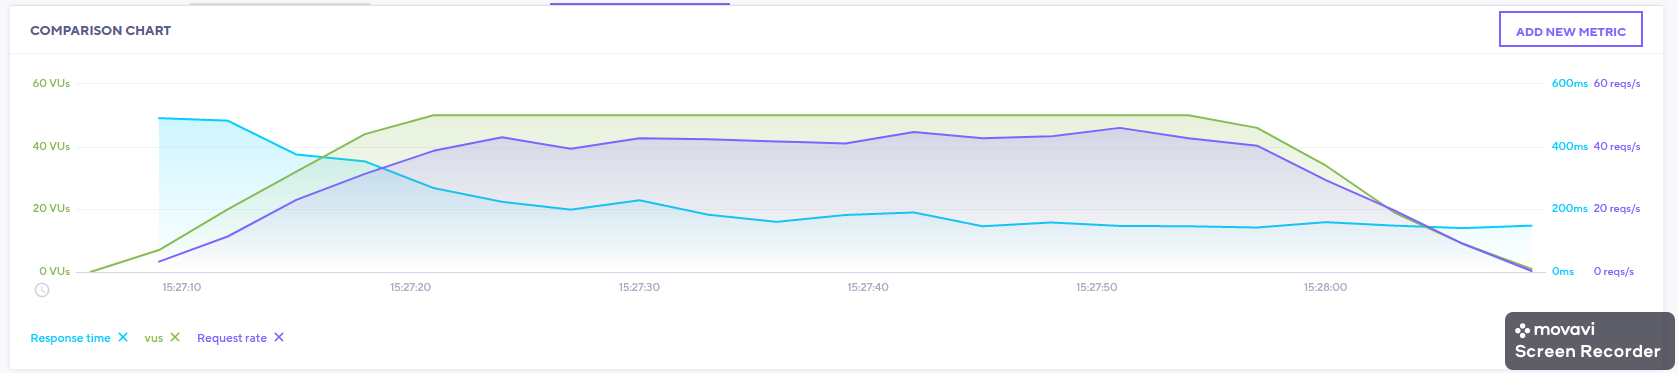 COMPARISON CHART
ADD NEW METRIC
60 VUs
600ms 60 reqs/s
40 VUs
400ms 40 reqs/s
20 VUs
200ms 20 reqs/s
0 VUs
0ms 0 reqs/s
15:27:10 15:27:20 15:27:30 15:27:40 15:27:50 15:28:00
Response time vus Request rate
movavi
Screen Recorder